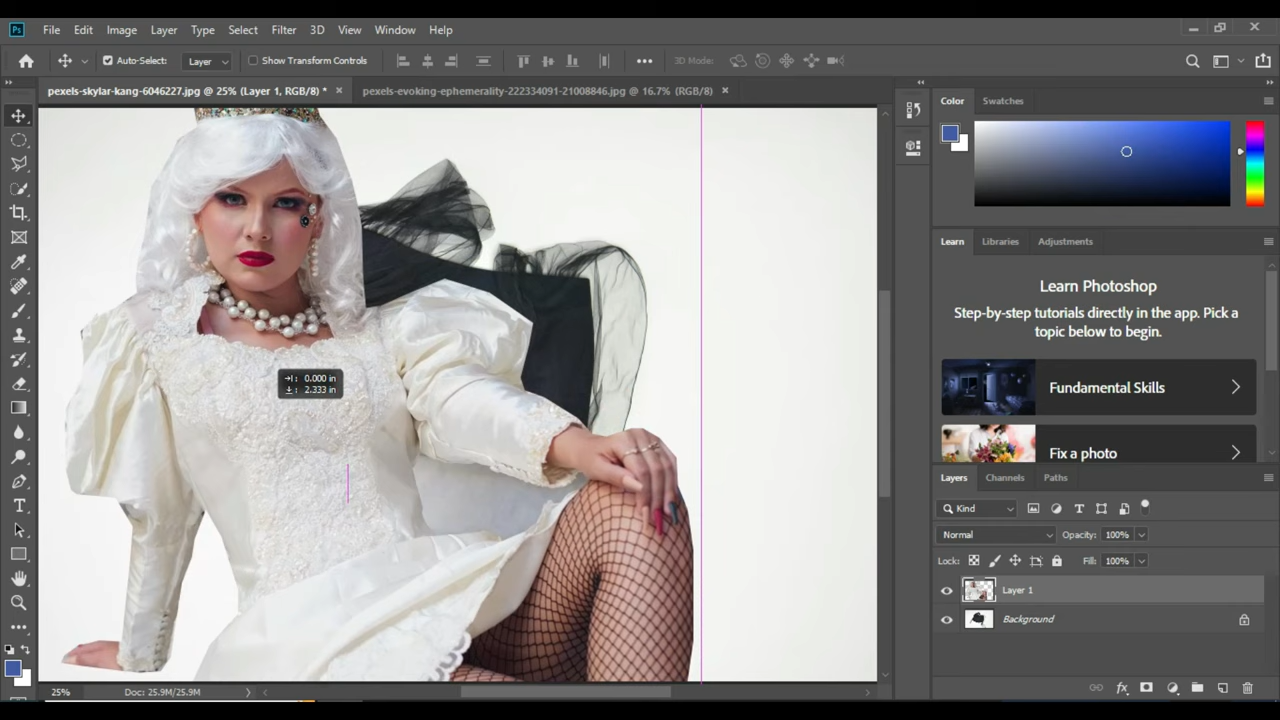 Ps File Edit Image Layer Type Select Filter 3D View Window Help
Auto-Select: Layer Show Transform Controls 3D Mode:
pexels-skylar-kang-6046227.jpg @ 25% (Layer 1, RGB/8) * pexels-evoking-ephemerality-222334091-21008846.jpg @ 16.7% (RGB/8)
Color Swatches
Learn Libraries Adjustments
Learn Photoshop
Step-by-step tutorials directly in the app. Pick a
topic below to begin.
Fundamental Skills
Fix a photo
: 0.000 in
: 2.333 in
Layers Channels Paths
Kind
Normal Opacity: 100%
Lock: Fill: 100%
Layer 1
Background
25% Doc: 25.9M/25.9M